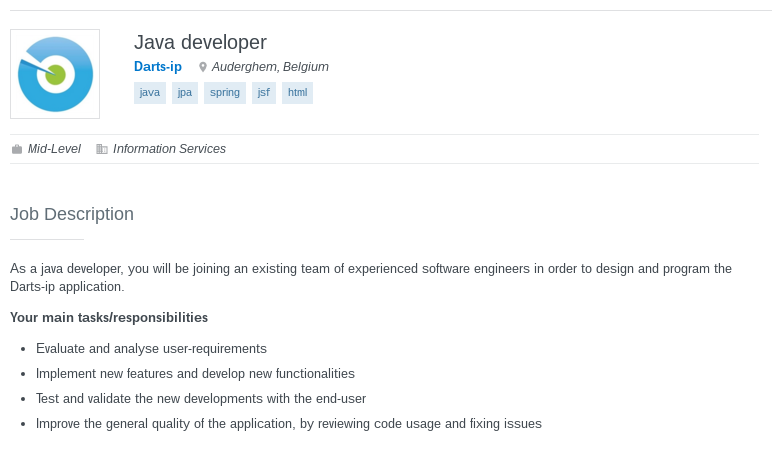 Java developer
Darts-ip Auderghem, Belgium
java jpa spring jsf html
Mid-Level Information Services
Job Description
As a java developer, you will be joining an existing team of experienced software engineers in order to design and program the
Darts-ip application.
Your main tasks/responsibilities
• Evaluate and analyse user-requirements
• Implement new features and develop new functionalities
• Test and validate the new developments with the end-user
• Improve the general quality of the application, by reviewing code usage and fixing issues